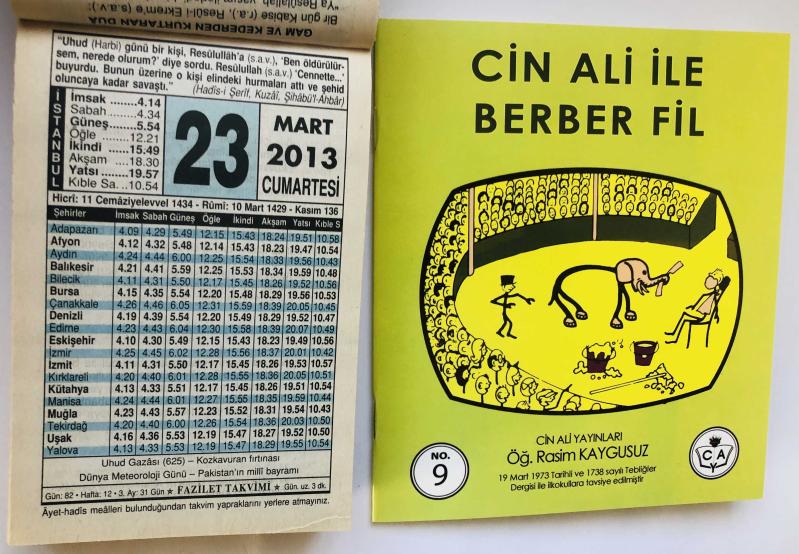 "Ya Resûlallah
Bir gün Kabise (r.a.), Resûl-i Ekrem'e (s.a.v.):
GAM VE KEDERDEN KURTARAN DUA
"Uhud (Harbi) günü bir kişi, Resûlullâh'a (s.a.v.), 'Ben öldürülür-
sem, nerede olurum?' diye sordu. Resûlullah (s.a.v.) 'Cennette...'
buyurdu. Bunun üzerine o kişi elindeki hurmaları attı ve şehid
oluncaya kadar savaştı."
(Hadîs-i Şerîf, Kuzâî, Şihâbü'l-Ahbâr)
İSTANBUL
İmsak ........4.14
Sabah ........4.34
Güneş........5.54
Öğle ........12.21
İkindi ......15.49
Akşam ....18.30
Yatsı ......19.57
Kıble Sa. ..10.54
23
MART
2013
CUMARTESİ
Hicrî: 11 Cemâziyelevvel 1434 - Rûmî: 10 Mart 1429 - Kasım 136
Şehirler İmsak Sabah Güneş Öğle İkindi Akşam Yatsı Kıble S
Adapazarı 4.09 4.29 5.49 12.15 15.43 18.24 19.51 10.58
Afyon 4.12 4.32 5.48 12.14 15.43 18.23 19.47 10.54
Aydın 4.24 4.44 6.00 12.25 15.54 18.33 19.56 10.43
Balıkesir 4.21 4.41 5.59 12.25 15.53 18.34 19.59 10.48
Bilecik 4.11 4.31 5.50 12.17 15.45 18.26 19.52 10.56
Bursa 4.15 4.35 5.54 12.20 15.48 18.29 19.56 10.53
Çanakkale 4.26 4.46 6.05 12.31 15.59 18.39 20.05 10.45
Denizli 4.19 4.39 5.54 12.20 15.49 18.29 19.52 10.47
Edirne 4.23 4.43 6.04 12.30 15.58 18.39 20.07 10.49
Eskişehir 4.10 4.30 5.49 12.15 15.43 18.23 19.49 10.56
İzmir 4.25 4.45 6.02 12.28 15.56 18.37 20.01 10.42
İzmit 4.11 4.31 5.50 12.17 15.45 18.26 19.53 10.57
Kırklareli 4.20 4.40 6.01 12.28 15.55 18.36 20.05 10.51
Kütahya 4.13 4.33 5.51 12.17 15.45 18.26 19.51 10.54
Manisa 4.24 4.44 6.01 12.27 15.55 18.35 19.59 10.44
Muğla 4.23 4.43 5.57 12.23 15.52 18.31 19.54 10.43
Tekirdağ 4.20 4.40 6.00 12.26 15.54 18.36 20.03 10.50
Uşak 4.16 4.36 5.53 12.19 15.47 18.27 19.52 10.50
Yalova 4.13 4.33 5.53 12.19 15.47 18.29 19.55 10.54
Uhud Gazâsı (625) – Kozkavuran fırtınası
Dünya Meteoroloji Günü – Pakistan'ın millî bayramı
Gün: 82 • Hafta: 12 • 3. Ay: 31 Gün ★ FAZİLET TAKVİMİ ★ Gün. uz. 3 dk.
Âyet-hadîs meâlleri bulunduğundan takvim yapraklarını yerlere atmayınız.
CİN ALİ İLE
BERBER FİL
NO.
9
CİN ALİ YAYINLARI
Öğ. Rasim KAYGUSUZ
19 Mart 1973 Tarihli ve 1738 sayılı Tebliğler
Dergisi ile ilkokullara tavsiye edilmiştir
C A